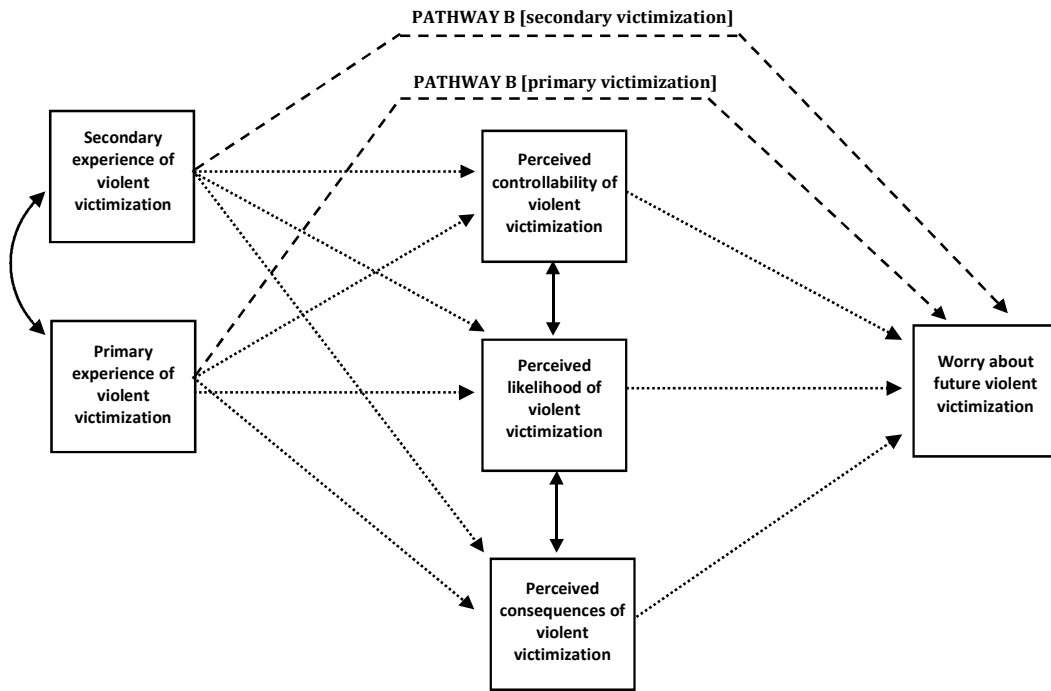 PATHWAY B [secondary victimization]
PATHWAY B [primary victimization]
Secondary
experience of
violent
victimization
Perceived
controllability of
violent
victimization
Primary
experience of
violent
victimization
Perceived
likelihood of
violent
victimization
Worry about
future violent
victimization
Perceived
consequences of
violent
victimization